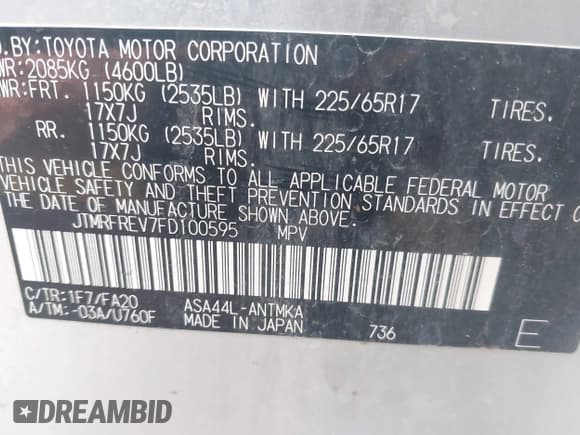 D.BY:TOYOTA MOTOR CORPORATION
WR:2085KG (4600LB)
WR:FRT. 1150KG (2535LB) WITH 225/65R17 TIRES.
17X7J RIMS.
RR. 1150KG (2535LB) WITH 225/65R17 TIRES.
17X7J RIMS.
THIS VEHICLE CONFORMS TO ALL APPLICABLE FEDERAL MOTOR
VEHICLE SAFETY AND THEFT PREVENTION STANDARDS IN EFFECT O
THE DATE OF MANUFACTURE SHOWN ABOVE.
JTMRFREV7FD100595 MPV
C/TR:1F7/FA20 ASA44L-ANTMKA
A/TM:-03A/U760F MADE IN JAPAN 736 E
DREAMBID